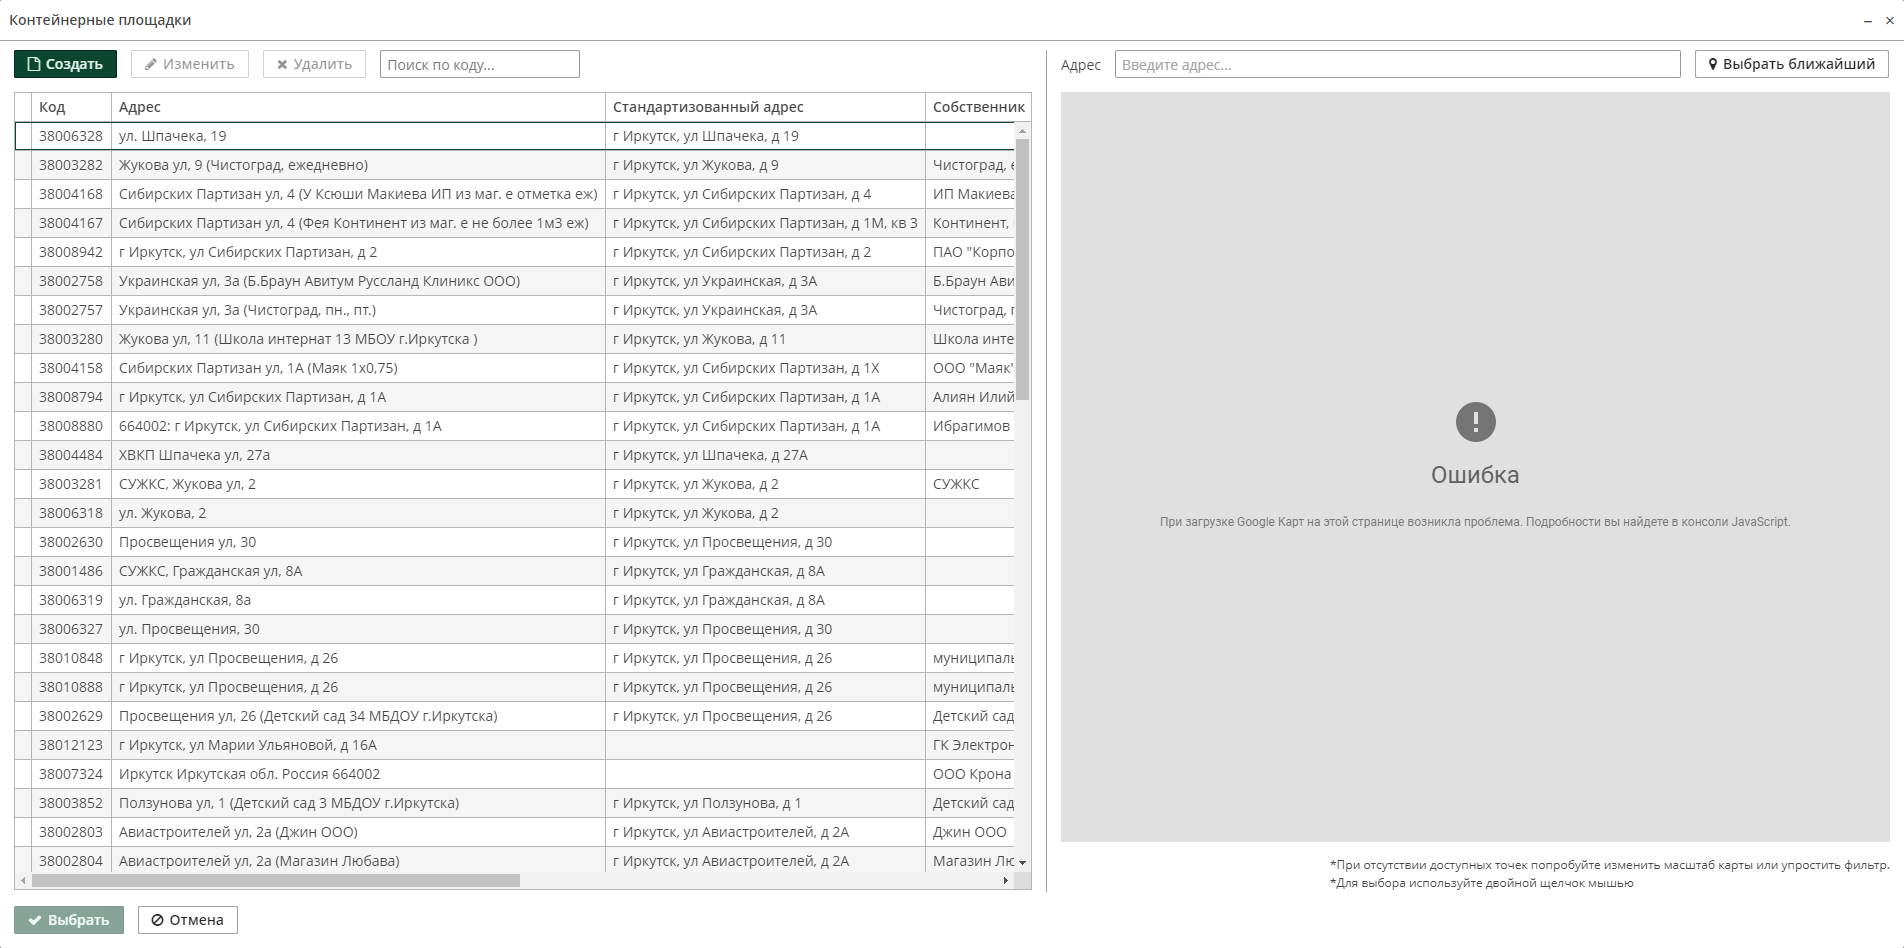 Контейнерные площадки
Создать Изменить Удалить Поиск по коду... Адрес Введите адрес... Выбрать ближайший
Код Адрес Стандартизованный адрес Собственник
38006328 ул. Шпачека, 19 г Иркутск, ул Шпачека, д 19
38003282 Жукова ул, 9 (Чистоград, ежедневно) г Иркутск, ул Жукова, д 9 Чистоград,
38004168 Сибирских Партизан ул, 4 (У Ксюши Макиева ИП из маг. е отметка еж) г Иркутск, ул Сибирских Партизан, д 4 ИП Макиева
38004167 Сибирских Партизан ул, 4 (Фея Континент из маг. е не более 1м3 еж) г Иркутск, ул Сибирских Партизан, д 1М, кв 3 Континент,
38008942 г Иркутск, ул Сибирских Партизан, д 2 г Иркутск, ул Сибирских Партизан, д 2 ПАО "Корпо
38002758 Украинская ул, 3а (Б.Браун Авитум Руссланд Клиникс ООО) г Иркутск, ул Украинская, д 3А Б.Браун Ави
38002757 Украинская ул, 3а (Чистоград, пн., пт.) г Иркутск, ул Украинская, д 3А Чистоград,
38003280 Жукова ул, 11 (Школа интернат 13 МБОУ г.Иркутска ) г Иркутск, ул Жукова, д 11 Школа инте
38004158 Сибирских Партизан ул, 1А (Маяк 1х0,75) г Иркутск, ул Сибирских Партизан, д 1Х ООО "Маяк"
38008794 г Иркутск, ул Сибирских Партизан, д 1А г Иркутск, ул Сибирских Партизан, д 1А Алиян Илий
38008880 664002: г Иркутск, ул Сибирских Партизан, д 1А г Иркутск, ул Сибирских Партизан, д 1А Ибрагимов
38004484 ХВКП Шпачека ул, 27а г Иркутск, ул Шпачека, д 27А
38003281 СУЖКС, Жукова ул, 2 г Иркутск, ул Жукова, д 2 СУЖКС
38006318 ул. Жукова, 2 г Иркутск, ул Жукова, д 2
38002630 Просвещения ул, 30 г Иркутск, ул Просвещения, д 30
38001486 СУЖКС, Гражданская ул, 8А г Иркутск, ул Гражданская, д 8А
38006319 ул. Гражданская, 8а г Иркутск, ул Гражданская, д 8А
38006327 ул. Просвещения, 30 г Иркутск, ул Просвещения, д 30
38010848 г Иркутск, ул Просвещения, д 26 г Иркутск, ул Просвещения, д 26 муниципаль
38010888 г Иркутск, ул Просвещения, д 26 г Иркутск, ул Просвещения, д 26 муниципаль
38002629 Просвещения ул, 26 (Детский сад 34 МБДОУ г.Иркутска) г Иркутск, ул Просвещения, д 26 Детский сад
38012123 г Иркутск, ул Марии Ульяновой, д 16А ГК Электрон
38007324 Иркутск Иркутская обл. Россия 664002 ООО Крона
38003852 Ползунова ул, 1 (Детский сад 3 МБДОУ г.Иркутска) г Иркутск, ул Ползунова, д 1 Детский сад
38002803 Авиастроителей ул, 2а (Джин ООО) г Иркутск, ул Авиастроителей, д 2А Джин ООО
38002804 Авиастроителей ул, 2а (Магазин Любава) г Иркутск, ул Авиастроителей, д 2А Магазин Лю
Ошибка
При загрузке Google Карт на этой странице возникла проблема. Подробности вы найдете в консоли JavaScript.
*При отсутствии доступных точек попробуйте изменить масштаб карты или упростить фильтр.
*Для выбора используйте двойной щелчок мышью
Выбрать Отмена